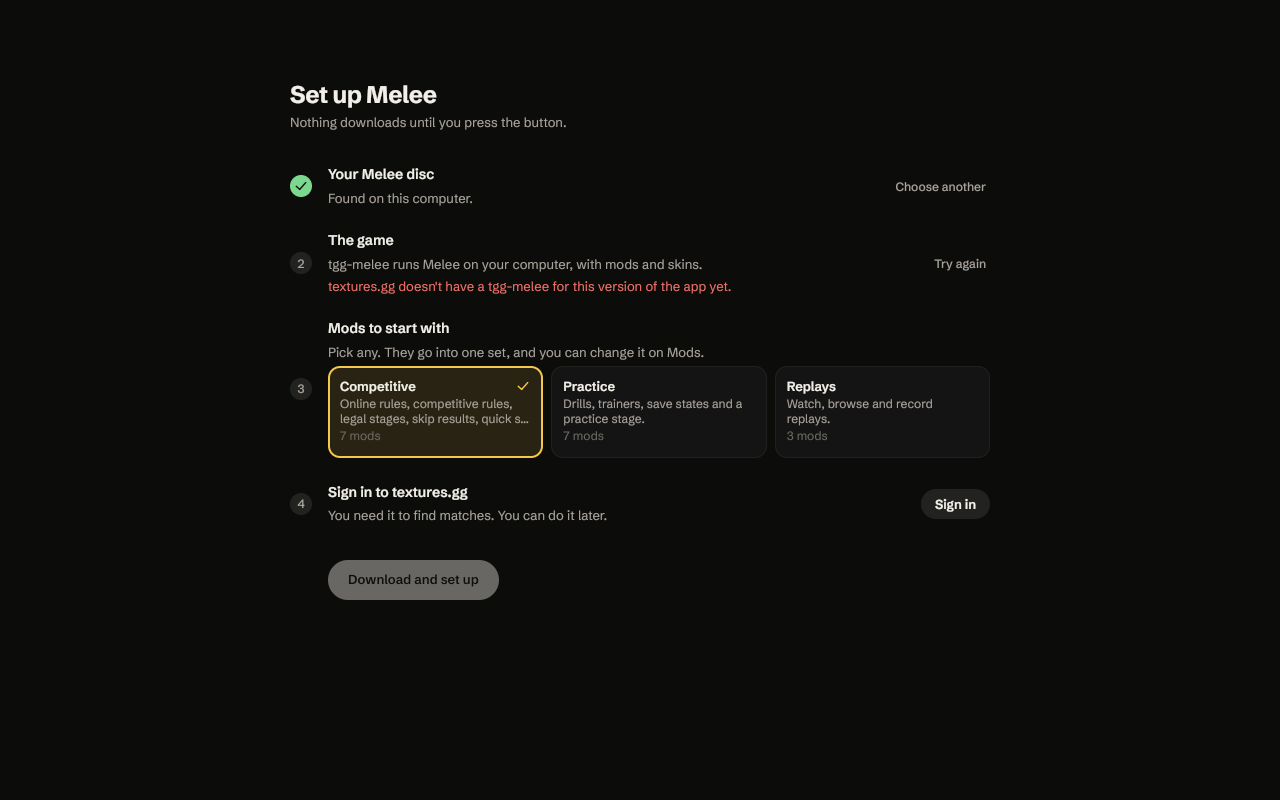 Set up Melee
Nothing downloads until you press the button.
Your Melee disc
Found on this computer.
Choose another
2
The game
tgg-melee runs Melee on your computer, with mods and skins.
textures.gg doesn't have a tgg-melee for this version of the app yet.
Try again
Mods to start with
Pick any. They go into one set, and you can change it on Mods.
3
Competitive
Online rules, competitive rules,
legal stages, skip results, quick s...
7 mods
Practice
Drills, trainers, save states and a
practice stage.
7 mods
Replays
Watch, browse and record
replays.
3 mods
4
Sign in to textures.gg
You need it to find matches. You can do it later.
Sign in
Download and set up